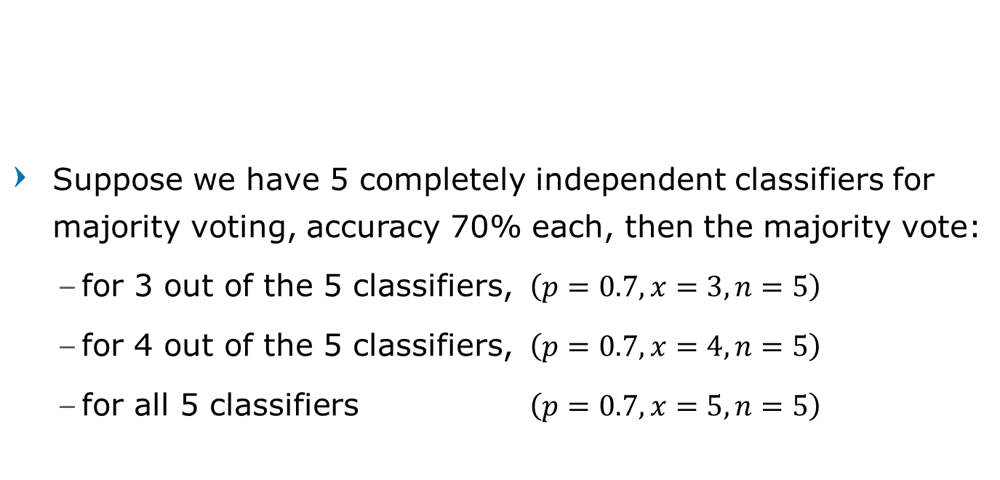 Suppose we have 5 completely independent classifiers for
majority voting, accuracy 70% each, then the majority vote:
– for 3 out of the 5 classifiers, (p = 0.7, x = 3, n = 5)
– for 4 out of the 5 classifiers, (p = 0.7, x = 4, n = 5)
– for all 5 classifiers (p = 0.7, x = 5, n = 5)